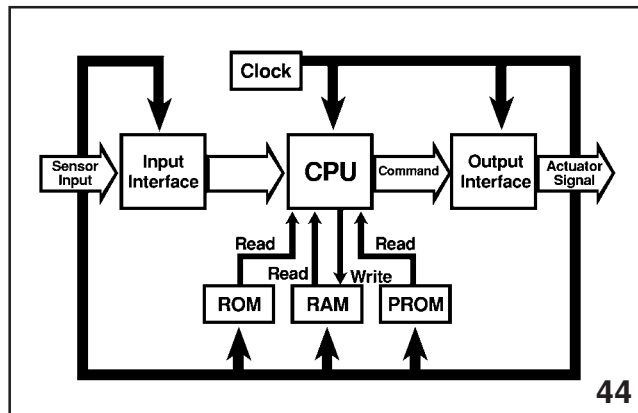 Clock
Sensor
Input
Input
Interface
CPU
Command
Output
Interface
Actuator
Signal
Read
Read
Write
Read
ROM
RAM
PROM
44